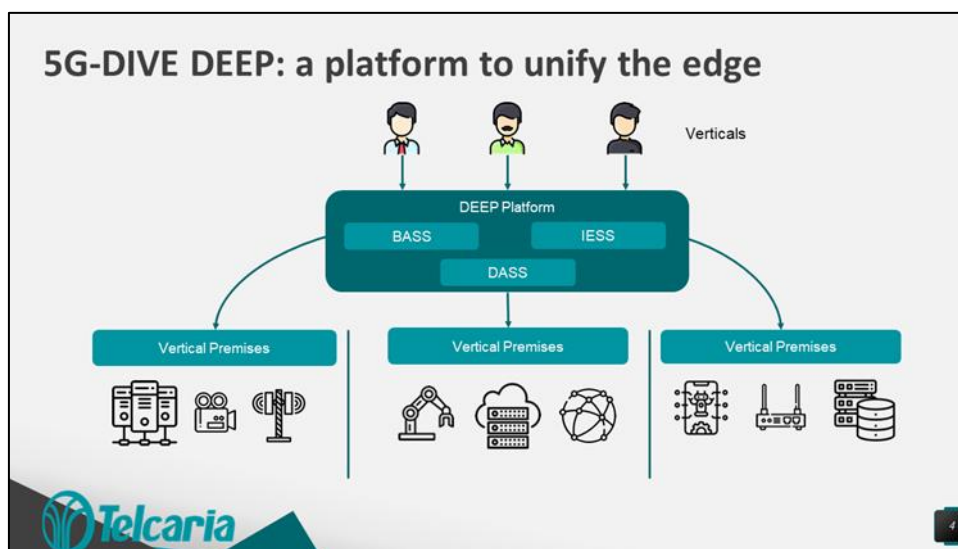 5G-DIVE DEEP: a platform to unify the edge
Verticals
DEEP Platform
BASS
IESS
DASS
Vertical Premises
Vertical Premises
Vertical Premises
Telcaria
4